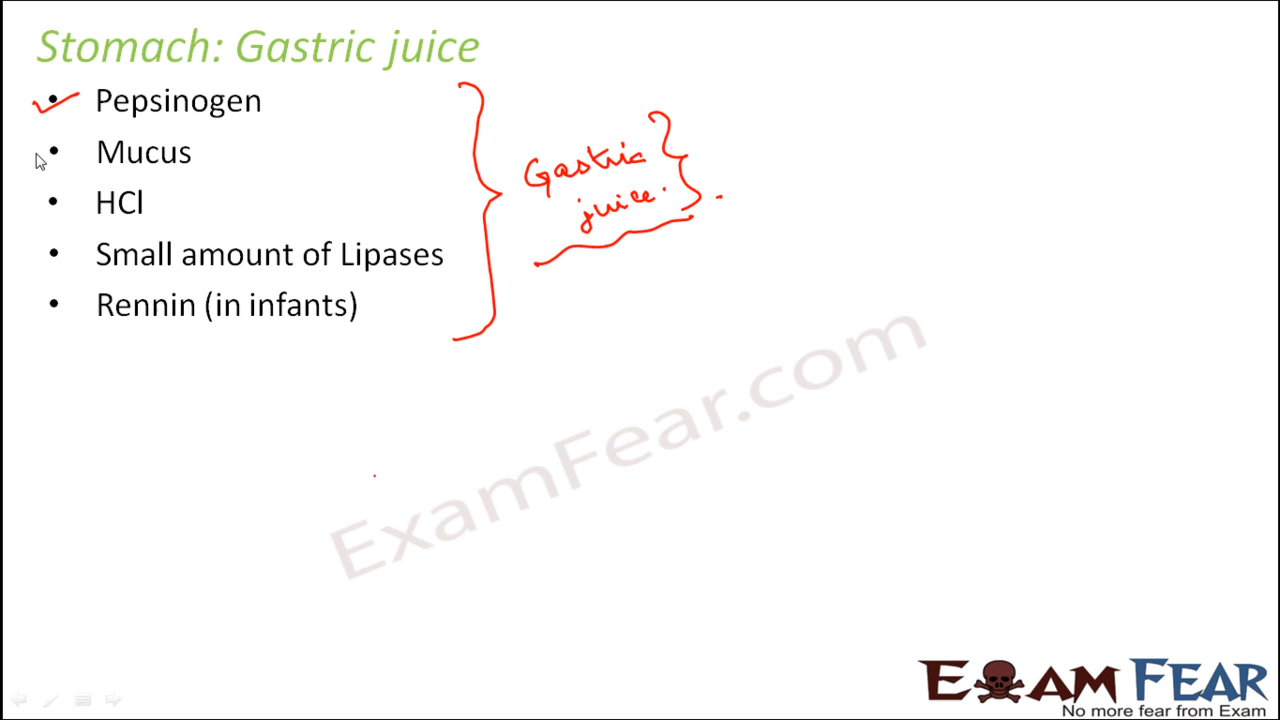 Stomach: Gastric juice
• Pepsinogen
• Mucus
• HCl
• Small amount of Lipases
• Rennin (in infants)
Gastric
juice.
ExamFear.com
EXAM FEAR
No more fear from Exam